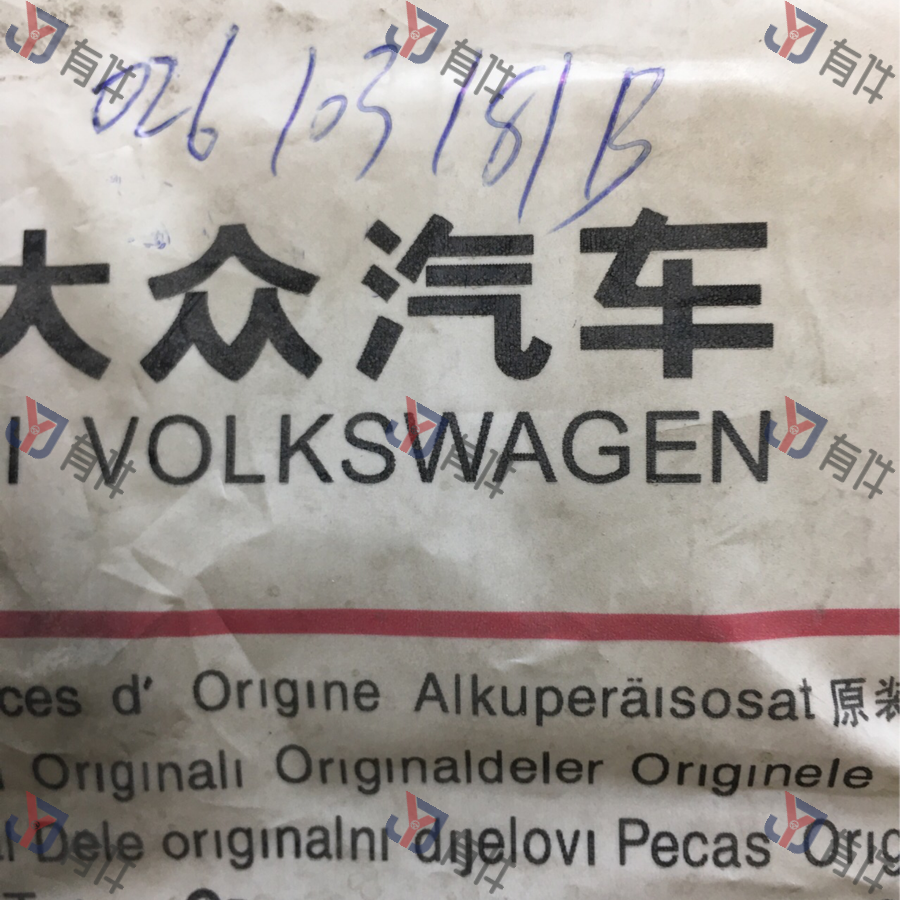 026 103 181 B
大众汽车
I VOLKSWAGEN
ces d' Origine Alkuperäisosat 原装
Originali Originaldeler Originele
Dele originalni dijelovi Pecas Orig